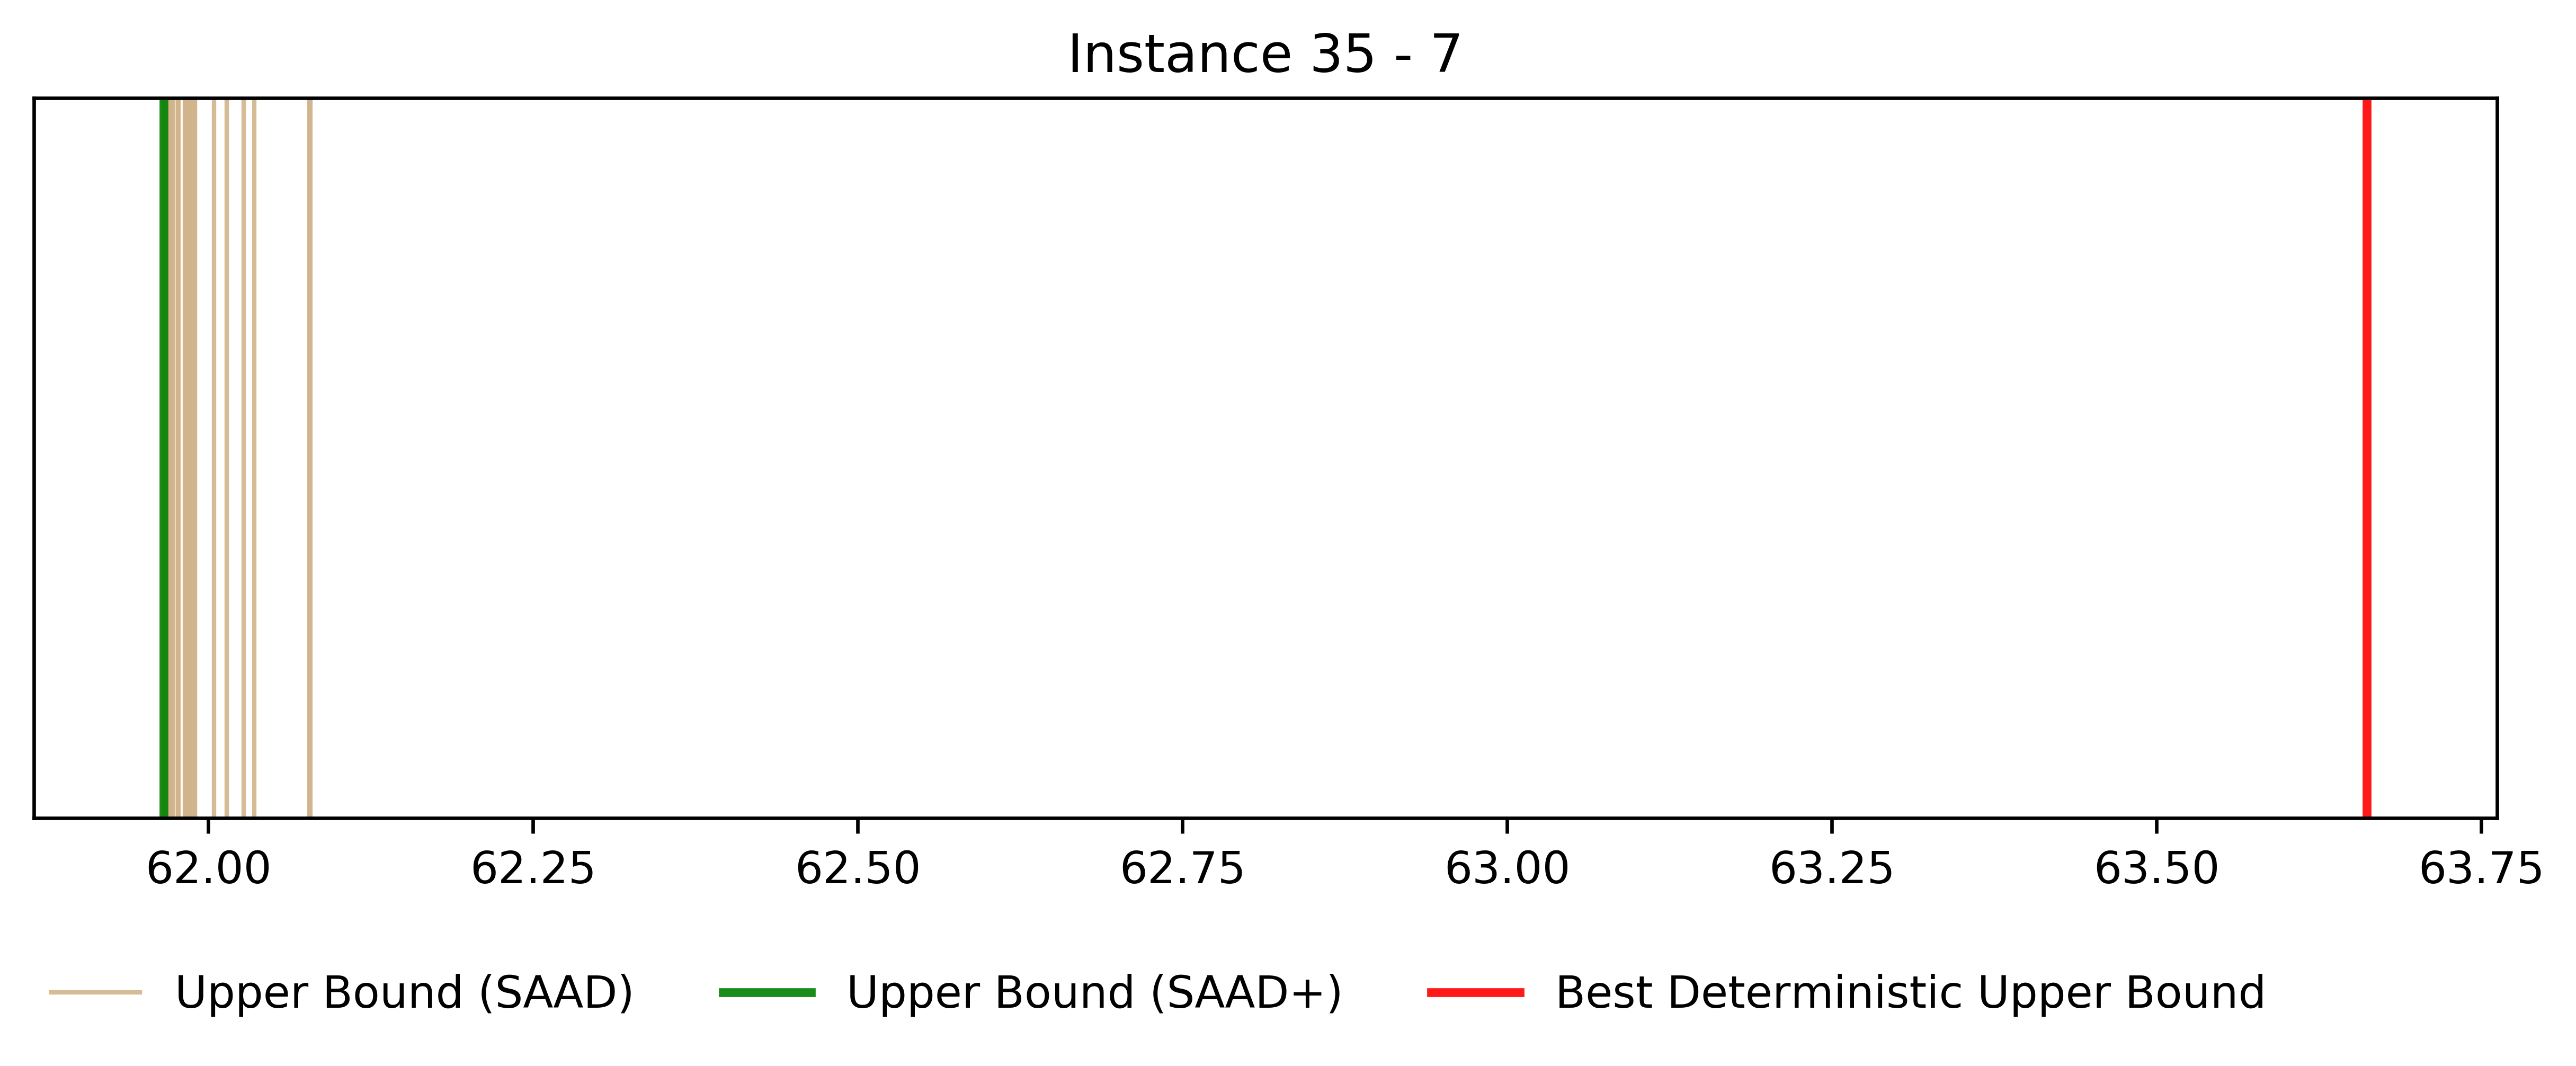 Instance 35 - 7
62.00 62.25 62.50 62.75 63.00 63.25 63.50 63.75
Upper Bound (SAAD) Upper Bound (SAAD+) Best Deterministic Upper Bound